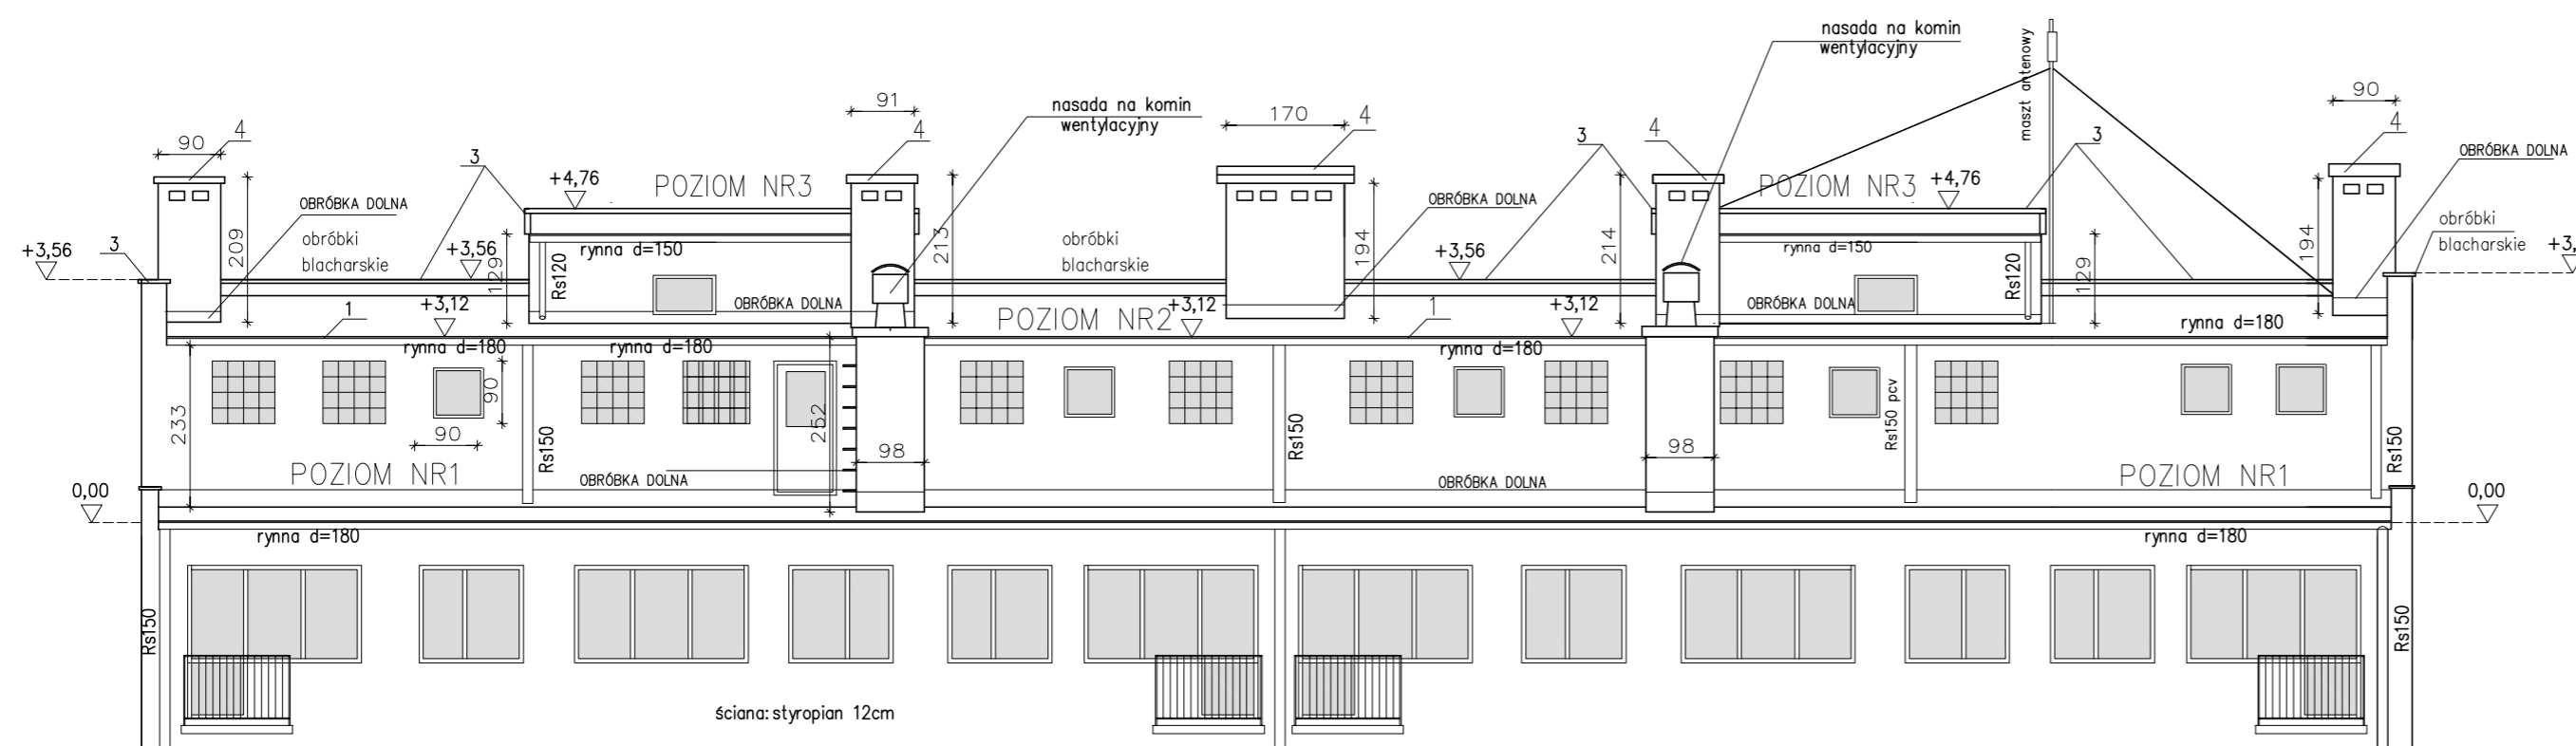 nasada na komin
wentylacyjny
maszt antenowy
90
4
91
4
nasada na komin
wentylacyjny
170
4
3
4
3
90
4
OBRÓBKA DOLNA
3
+4,76
POZIOM NR3
POZIOM NR3
+4,76
OBRÓBKA DOLNA
OBRÓBKA DOLNA
obróbki
blacharskie
+3,56
3
209
obróbki
blacharskie
+3,56
129
Rs120
rynna d=150
213
obróbki
blacharskie
194
+3,56
214
rynna d=150
Rs120
129
194
+3,
1
+3,12
OBRÓBKA DOLNA
POZIOM NR2
+3,12
1
+3,12
OBRÓBKA DOLNA
rynna d=180
rynna d=180
rynna d=180
rynna d=180
233
90
90
252
98
98
Rs150
Rs150
Rs150 pcv
Rs150
POZIOM NR1
OBRÓBKA DOLNA
OBRÓBKA DOLNA
POZIOM NR1
0,00
0,00
rynna d=180
rynna d=180
Rs150
Rs150
ściana: styropian 12cm